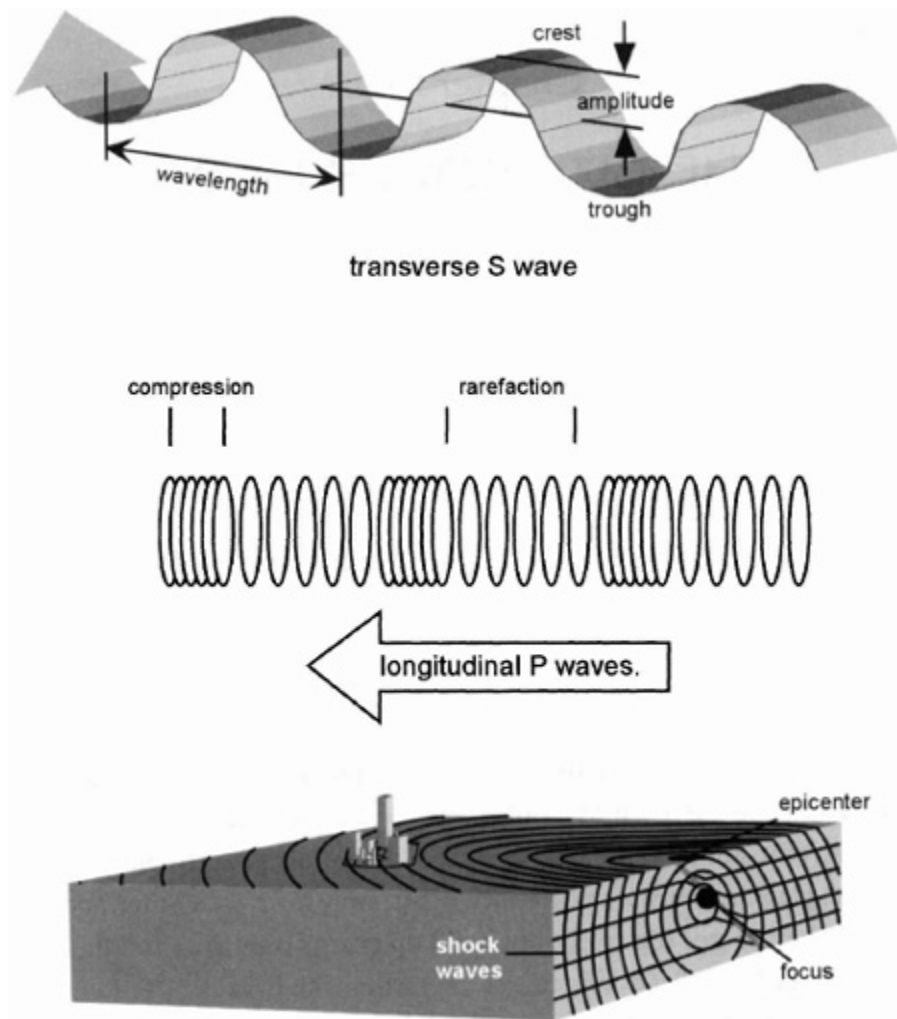 crest
amplitude
wavelength
trough
transverse S wave
compression
rarefaction
longitudinal P waves.
epicenter
shock
waves
focus